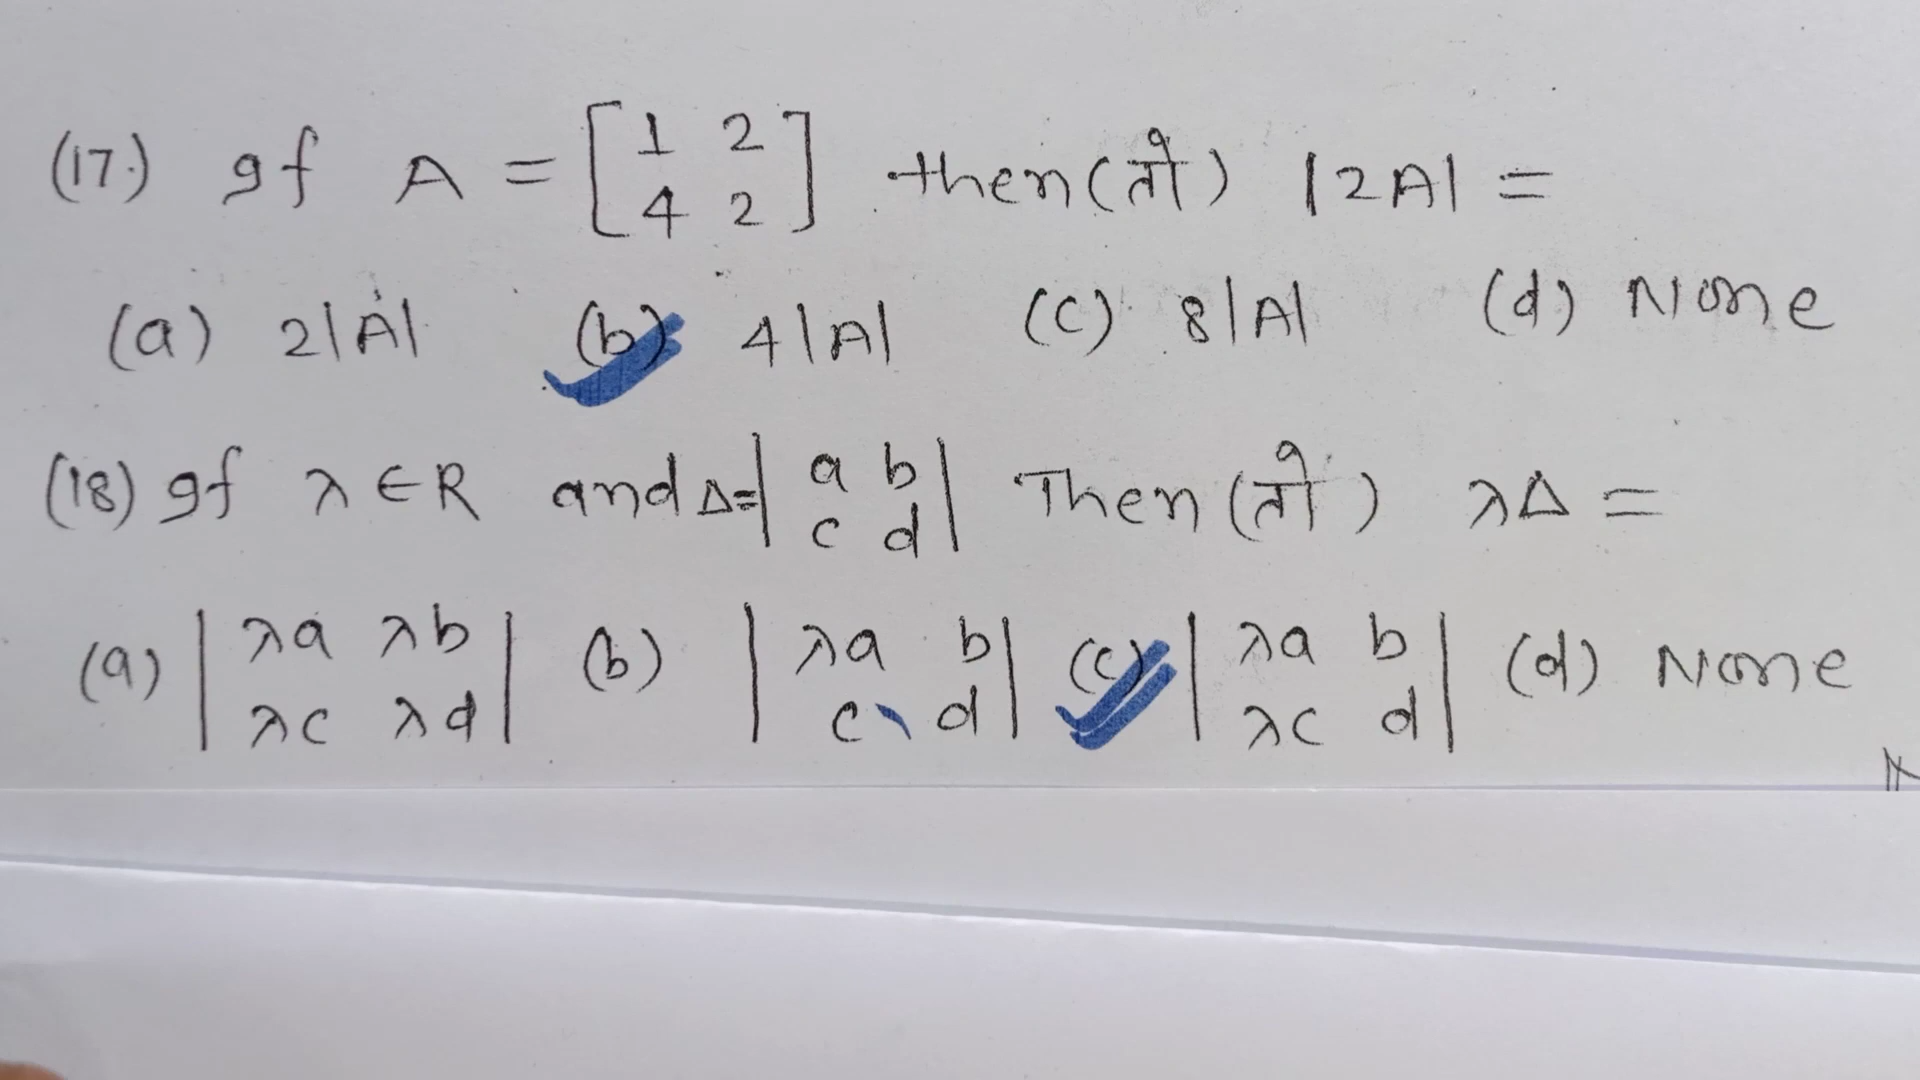 (17.) If A = [1 2 4 2] then (तो) |2A| =
(a) 2|A| (b) 4|A| (c) 8|A| (d) None
(18) If λ ∈ R and Δ = |a b c d| Then (तो) λΔ =
(a) |λa λb λc λd| (b) |λa b c d| (c) |λa b λc d| (d) None